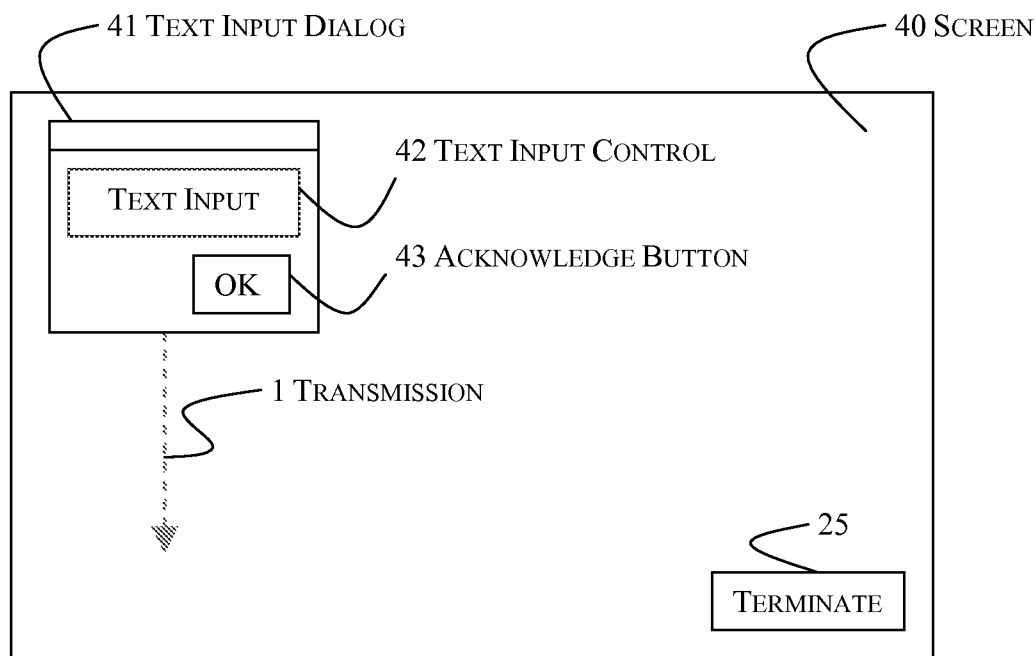 41 TEXT INPUT DIALOG
40 SCREEN
42 TEXT INPUT CONTROL
TEXT INPUT
43 ACKNOWLEDGE BUTTON
OK
1 TRANSMISSION
25
TERMINATE